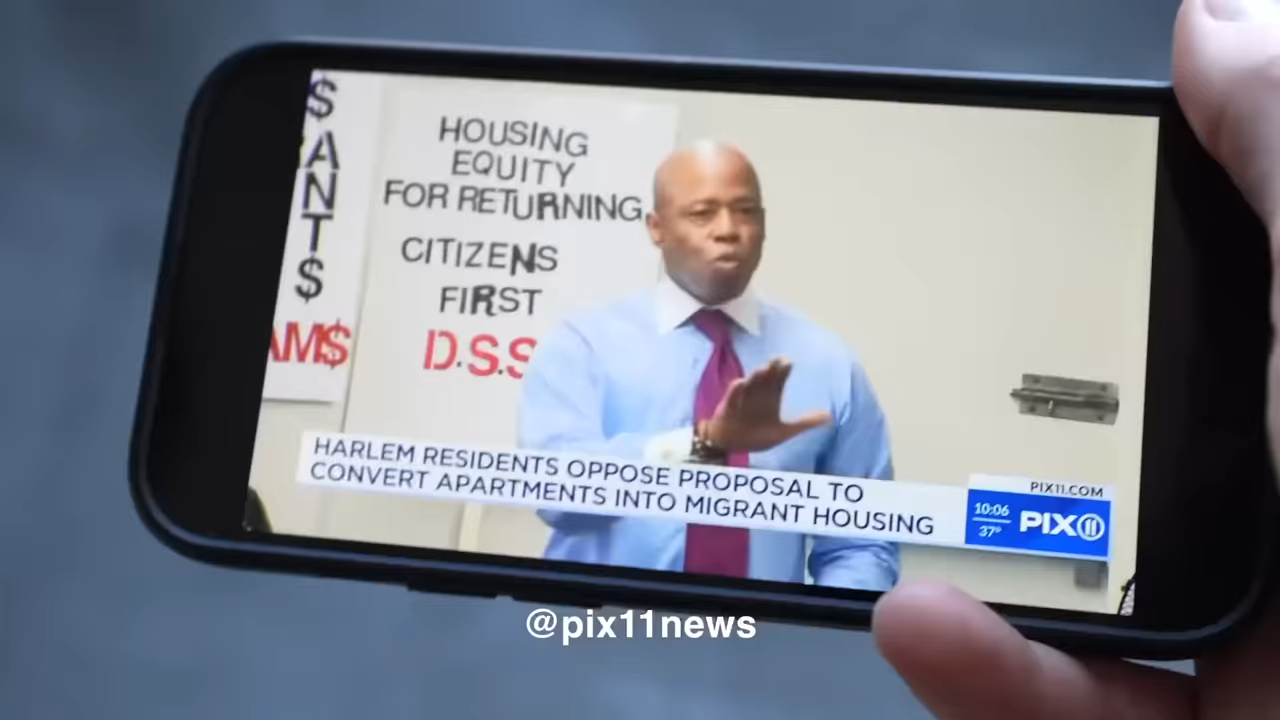 $
A
N
T
$
AM$
HOUSING
EQUITY
FOR RETURNING
CITIZENS
FIRST
D.S.S
HARLEM RESIDENTS OPPOSE PROPOSAL TO
CONVERT APARTMENTS INTO MIGRANT HOUSING
PIX11.COM
10:06
37°
PIX11
@pix11news